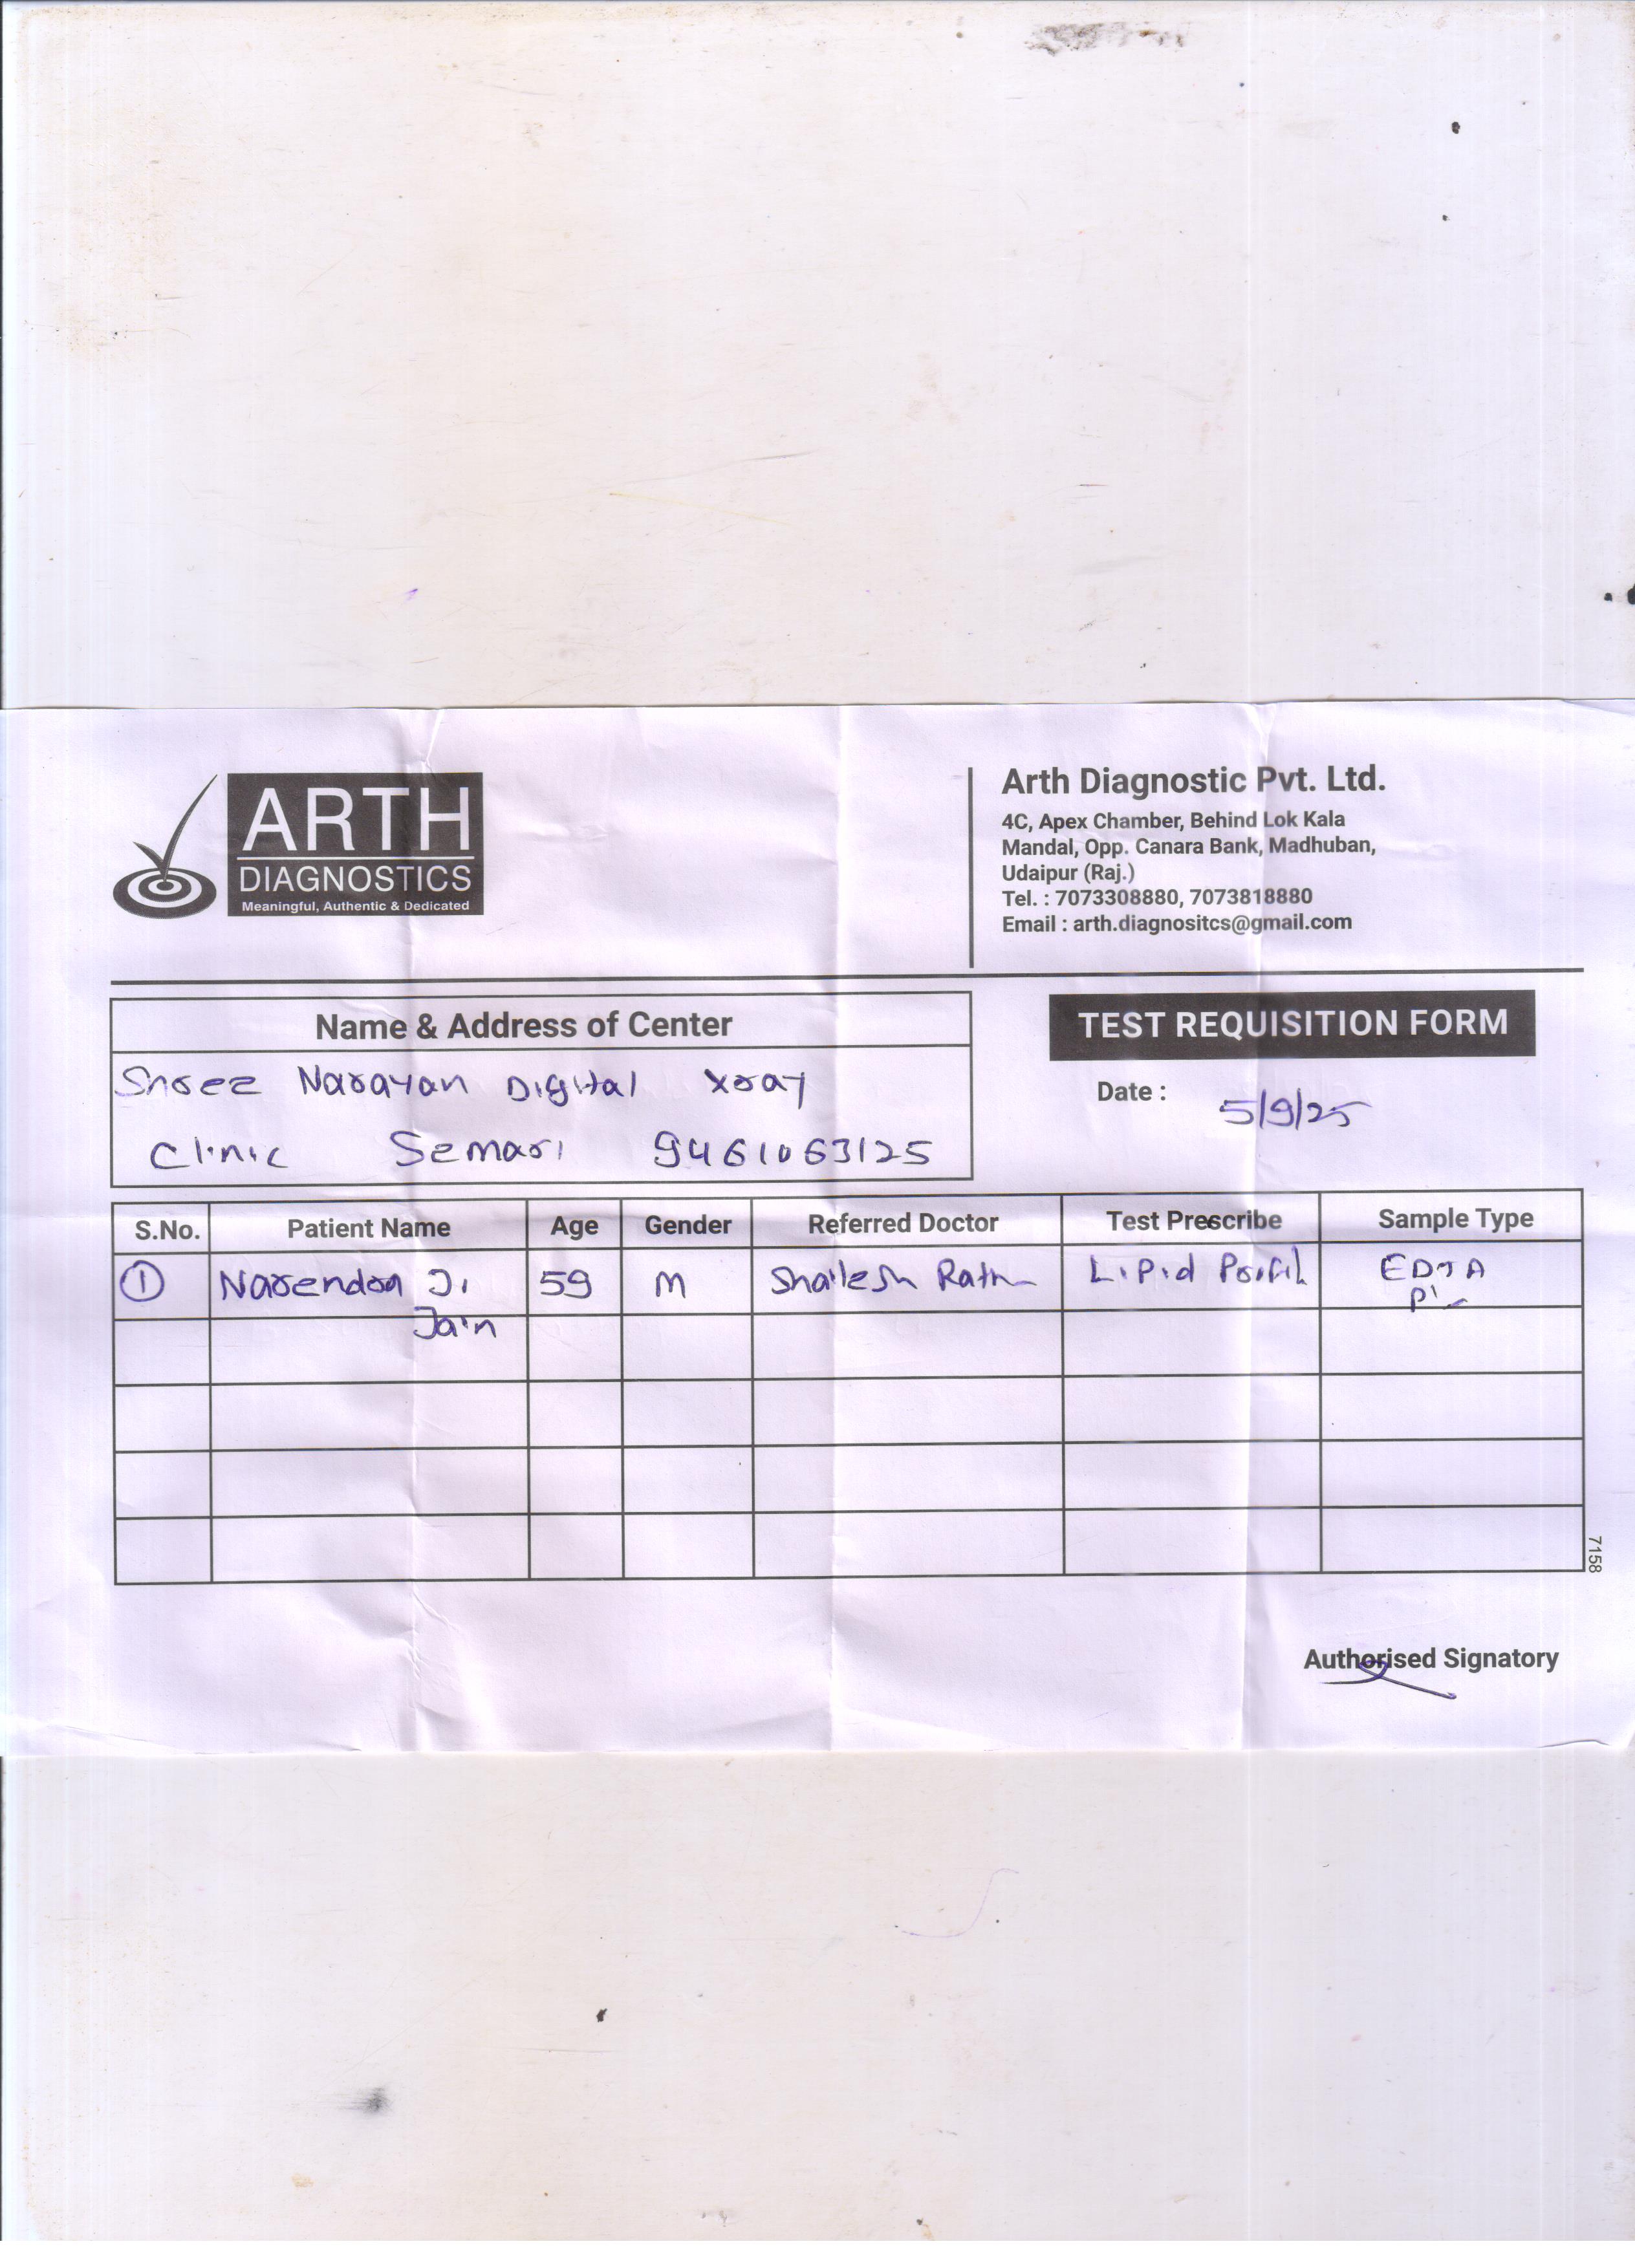 ARTH
DIAGNOSTICS
Meaningful, Authentic & Dedicated
Arth Diagnostic Pvt. Ltd.
4C, Apex Chamber, Behind Lok Kala
Mandal, Opp. Canara Bank, Madhuban,
Udaipur (Raj.)
Tel. : 7073308880, 7073818880
Email : arth.diagnositcs@gmail.com
Name & Address of Center
Shree Narayan Digital xray
Clinic Semari 9461063125
TEST REQUISITION FORM
Date : 5/9/25
S.No. Patient Name Age Gender Referred Doctor Test Prescribe Sample Type
1 Narendra Ji 59 M Shailesh Lipid EDTA
Jain
7158
Authorised Signatory